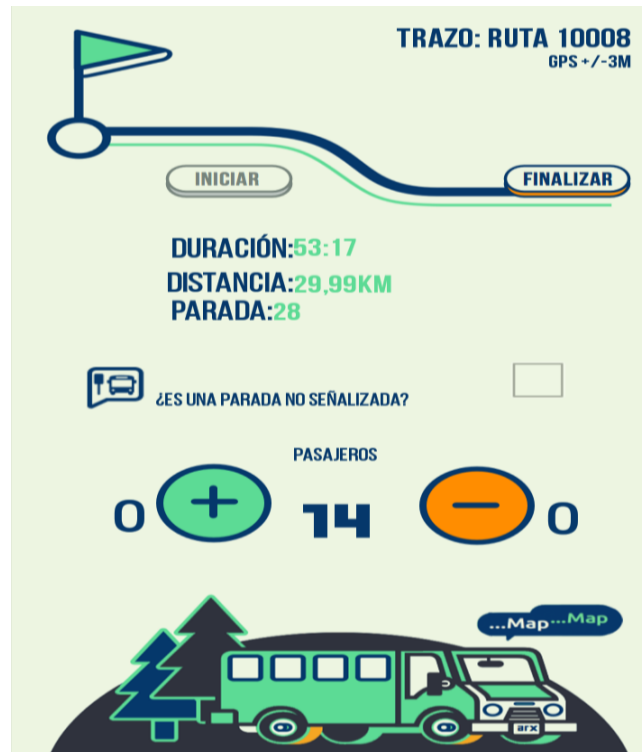 TRAZO: RUTA 10008
GPS +/-3M
INICIAR
FINALIZAR
DURACIÓN:53:17
DISTANCIA:29,99KM
PARADA:28
¿ES UNA PARADA NO SEÑALIZADA?
PASAJEROS
0 + 14 − 0
...Map...Map
arx